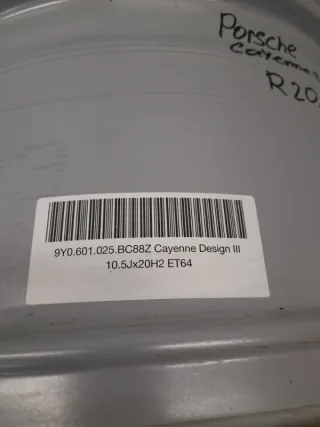 Porsche
cayenne
R20
9Y0.601.025.BC88Z Cayenne Design III
10.5Jx20H2 ET64